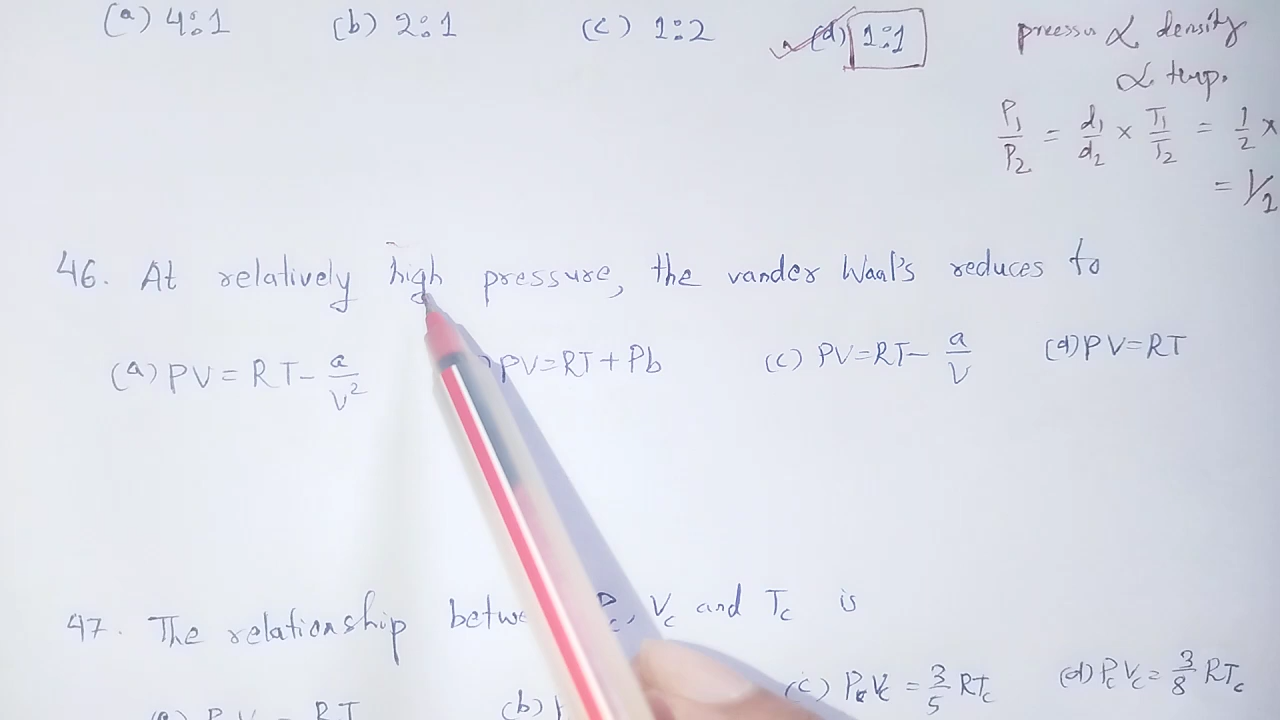 (a) 4:1 (b) 2:1 (c) 1:2 (d) 1:1
preessu ∝ density
∝ temp.
P₁/P₂ = d₁/d₂ × T₁/T₂ = 1/2 ×
= 1/2
46. At relatively high pressure, the vander Waal's reduces to
(a) PV = RT - a/V² ) PV = RT + Pb (c) PV = RT - a/V (d) PV = RT
47. The relationship betwe , Vc and Tc is
(c) PcVc = 3/5 RTc (d) PcVc = 3/8 RTc
(b)